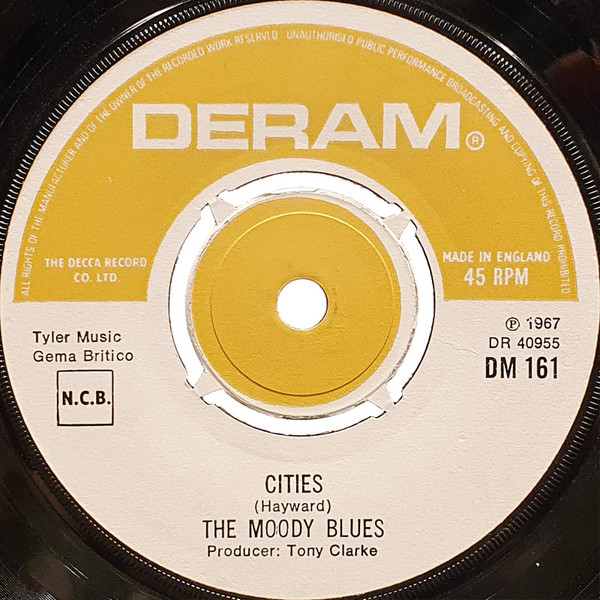 ALL RIGHTS OF THE MANUFACTURER AND OF THE OWNER OF THE RECORDED WORK RESERVED UNAUTHORISED PUBLIC PERFORMANCE BROADCASTING AND COPYING OF THIS RECORD PROHIBITED
DERAM®
THE DECCA RECORD
CO. LTD.
MADE IN ENGLAND
45 RPM
Tyler Music
Gema Britico
N.C.B.
℗ 1967
DR 40955
DM 161
CITIES
(Hayward)
THE MOODY BLUES
Producer: Tony Clarke